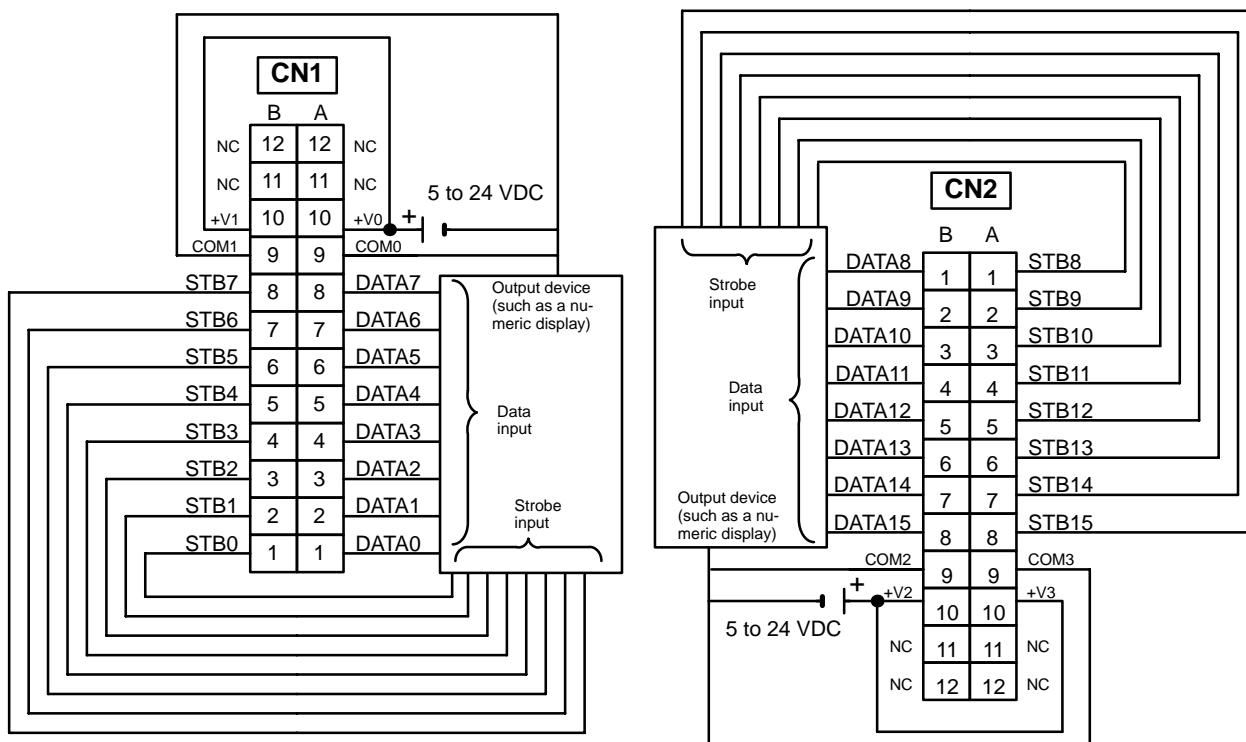 CN1
B A
NC 12 12 NC
NC 11 11 NC
5 to 24 VDC
+V1 10 10 +V0 +
COM1 9 9 COM0
STB7 8 8 DATA7
STB6 7 7 DATA6
STB5 6 6 DATA5
STB4 5 5 DATA4
STB3 4 4 DATA3
STB2 3 3 DATA2
STB1 2 2 DATA1
STB0 1 1 DATA0
Output device
(such as a nu-
meric display)
Data
input
Strobe
input
CN2
B A
DATA8 1 1 STB8
DATA9 2 2 STB9
DATA10 3 3 STB10
DATA11 4 4 STB11
DATA12 5 5 STB12
DATA13 6 6 STB13
DATA14 7 7 STB14
DATA15 8 8 STB15
COM2 9 9 COM3
+ +V2 10 10 +V3
5 to 24 VDC
NC 11 11 NC
NC 12 12 NC
Strobe
input
Data
input
Output device
(such as a nu-
meric display)